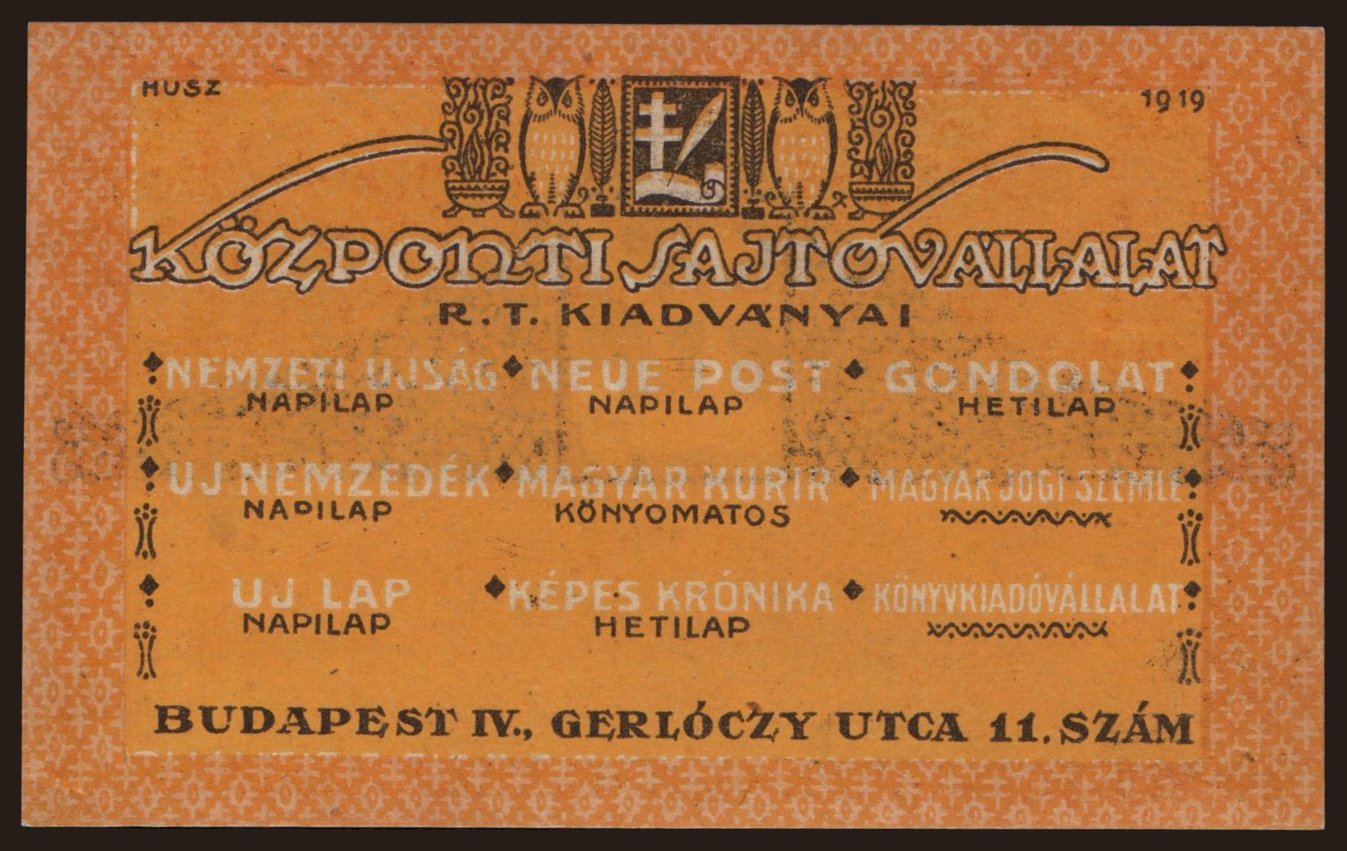 HUSZ
1919
KÖZPONTI SAJTÓVÁLLALAT
R.T. KIADVÁNYAI
NEMZETI UJSÁG
NAPILAP
NEUE POST
NAPILAP
GONDOLAT
HETILAP
UJ NEMZEDÉK
NAPILAP
MAGYAR KURIR
KŐNYOMATOS
MAGYAR JOGI SZEMLE
UJ LAP
NAPILAP
KÉPES KRÓNIKA
HETILAP
KÖNYVKIADÓVÁLLALAT
BUDAPEST IV., GERLÓCZY UTCA 11. SZÁM